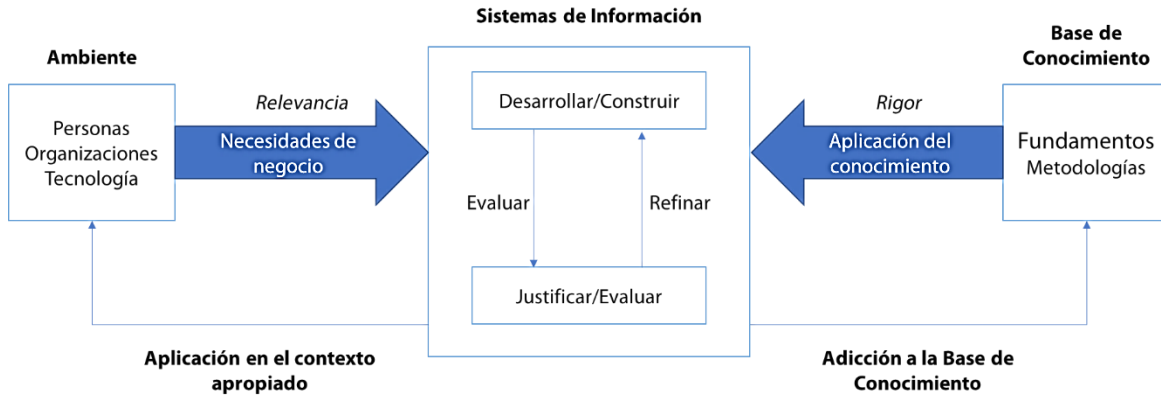 Sistemas de Información
Ambiente
Base de
Conocimiento
Personas
Organizaciones
Tecnología
Relevancia
Necesidades de
negocio
Desarrollar/Construir
Evaluar
Refinar
Justificar/Evaluar
Rigor
Aplicación del
conocimiento
Fundamentos
Metodologías
Aplicación en el contexto
apropiado
Adicción a la Base de
Conocimiento